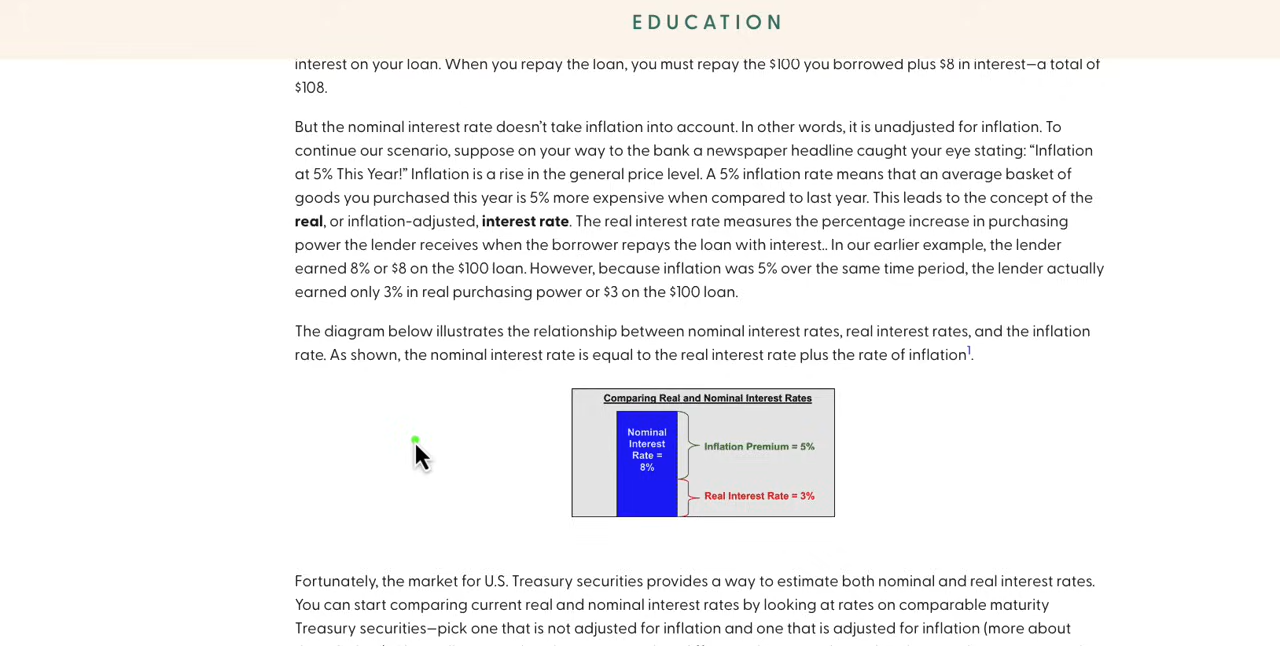 EDUCATION
interest on your loan. When you repay the loan, you must repay the $100 you borrowed plus $8 in interest—a total of
$108.
But the nominal interest rate doesn’t take inflation into account. In other words, it is unadjusted for inflation. To
continue our scenario, suppose on your way to the bank a newspaper headline caught your eye stating: “Inflation
at 5% This Year!” Inflation is a rise in the general price level. A 5% inflation rate means that an average basket of
goods you purchased this year is 5% more expensive when compared to last year. This leads to the concept of the
real, or inflation-adjusted, interest rate. The real interest rate measures the percentage increase in purchasing
power the lender receives when the borrower repays the loan with interest.. In our earlier example, the lender
earned 8% or $8 on the $100 loan. However, because inflation was 5% over the same time period, the lender actually
earned only 3% in real purchasing power or $3 on the $100 loan.
The diagram below illustrates the relationship between nominal interest rates, real interest rates, and the inflation
rate. As shown, the nominal interest rate is equal to the real interest rate plus the rate of inflation1.
Comparing Real and Nominal Interest Rates
Nominal
Interest
Rate =
8%
Inflation Premium = 5%
Real Interest Rate = 3%
Fortunately, the market for U.S. Treasury securities provides a way to estimate both nominal and real interest rates.
You can start comparing current real and nominal interest rates by looking at rates on comparable maturity
Treasury securities—pick one that is not adjusted for inflation and one that is adjusted for inflation (more about